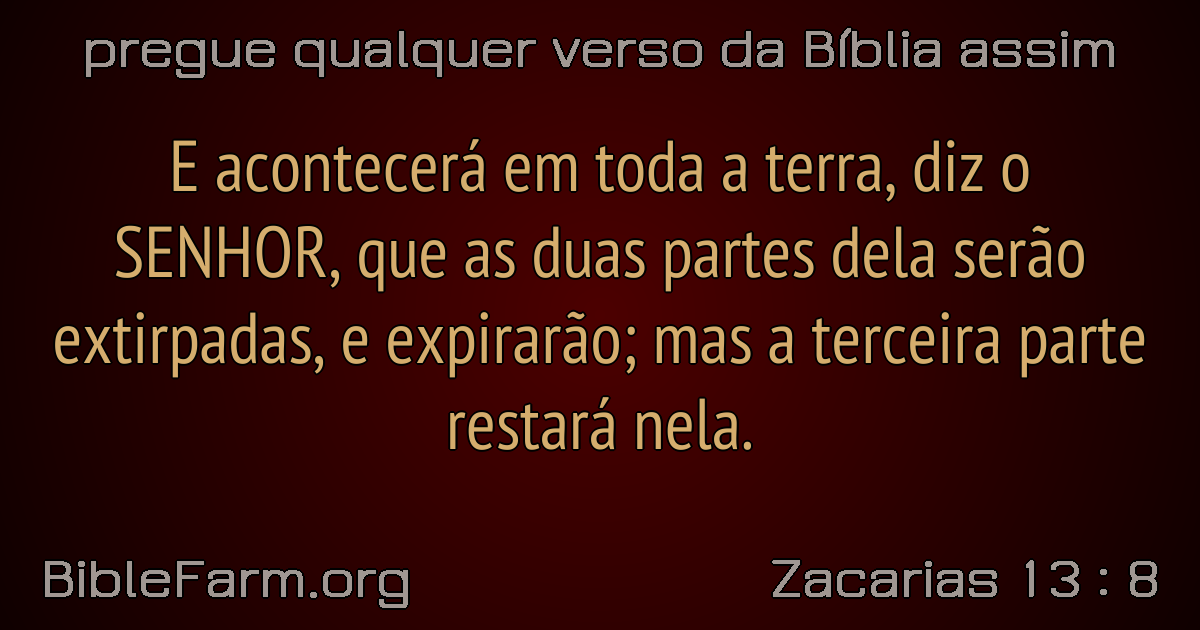 pregue qualquer verso da Bíblia assim
E acontecerá em toda a terra, diz o
SENHOR, que as duas partes dela serão
extirpadas, e expirarão; mas a terceira parte
restará nela.
BibleFarm.org
Zacarias 13 : 8